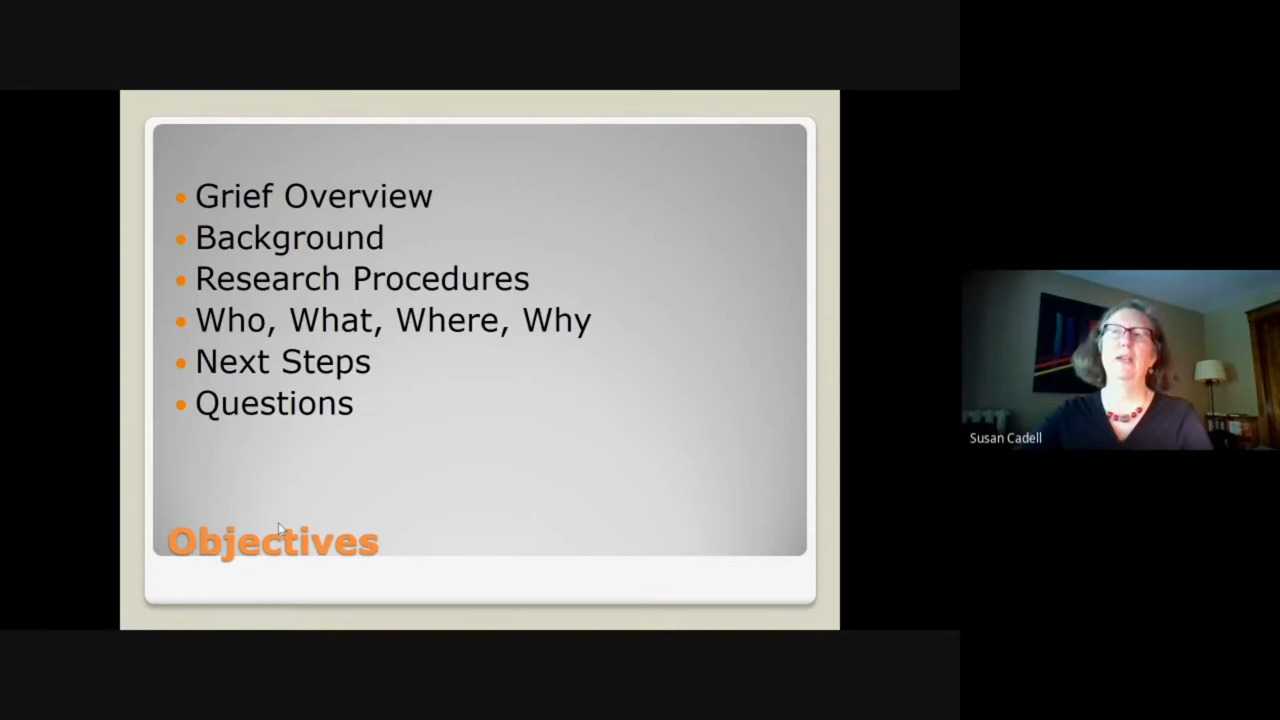 Grief Overview
Background
Research Procedures
Who, What, Where, Why
Next Steps
Questions
Objectives
Susan Cadell